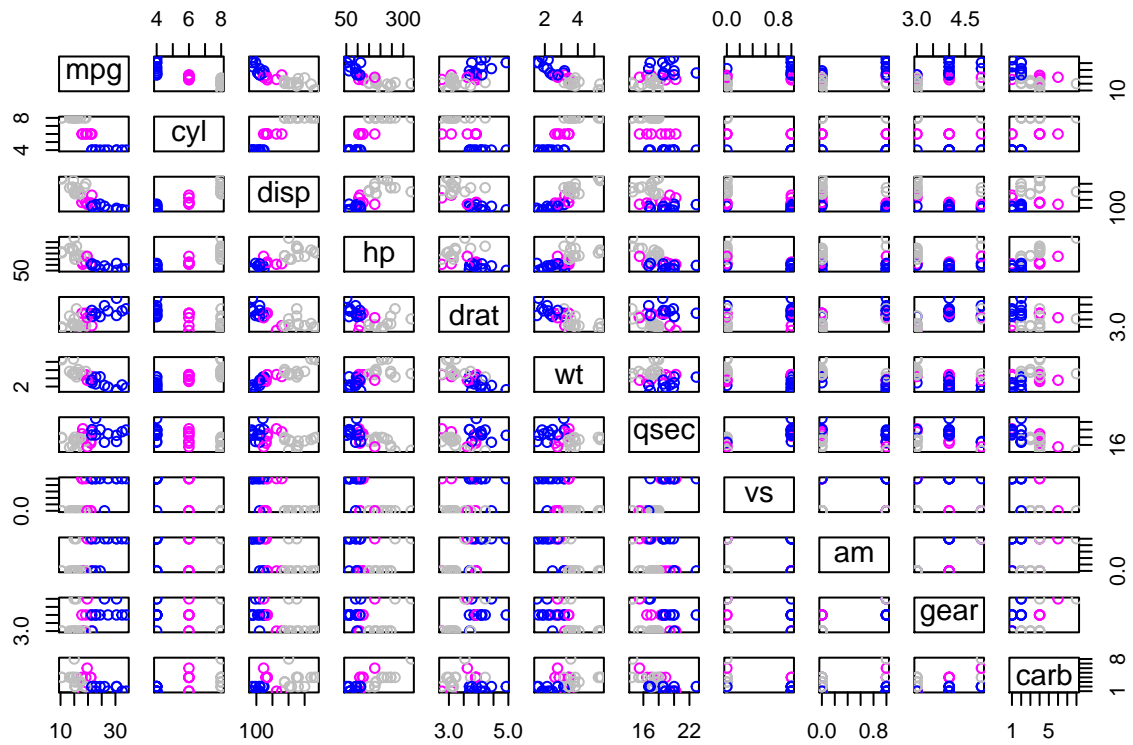 4 6 8 50 300 2 4 0.0 0.4 0.8 3.0 4.5
mpg 10
4 8 cyl
disp 100
50 hp
drat 3.0
2 wt
qsec 16
0.0 vs
am 0.0
3.0 gear
carb 1 8
10 30 100 3.0 5.0 16 22 0.0 0.8 1 5